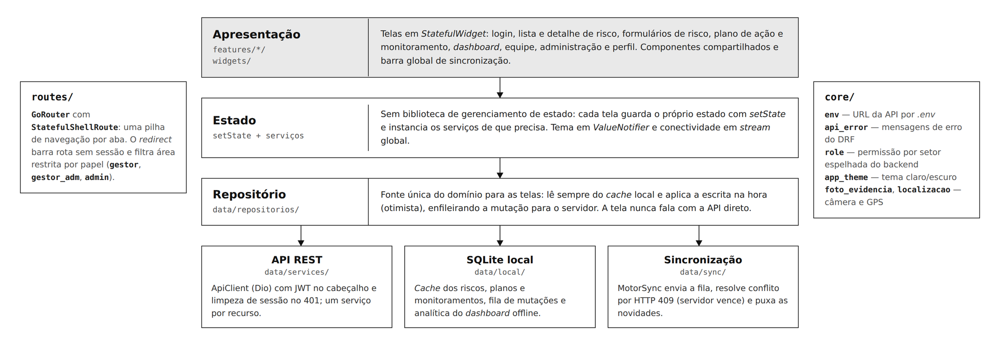 Apresentação
features/*/
widgets/
Telas em StatefulWidget: login, lista e detalhe de risco, formulários de risco, plano de ação e
monitoramento, dashboard, equipe, administração e perfil. Componentes compartilhados e
barra global de sincronização.
routes/
GoRouter com
StatefulShellRoute: uma pilha
de navegação por aba. O redirect
barra rota sem sessão e filtra área
restrita por papel (gestor,
gestor_adm, admin).
Estado
setState + serviços
Sem biblioteca de gerenciamento de estado: cada tela guarda o próprio estado com setState
e instancia os serviços de que precisa. Tema em ValueNotifier e conectividade em stream
global.
core/
env — URL da API por .env
api_error — mensagens de erro
do DRF
role — permissão por setor
espelhada do backend
app_theme — tema claro/escuro
foto_evidencia, localizacao —
câmera e GPS
Repositório
data/repositorios/
Fonte única do domínio para as telas: lê sempre do cache local e aplica a escrita na hora
(otimista), enfileirando a mutação para o servidor. A tela nunca fala com a API direto.
API REST
data/services/
ApiClient (Dio) com JWT no cabeçalho e
limpeza de sessão no 401; um serviço
por recurso.
SQLite local
data/local/
Cache dos riscos, planos e
monitoramentos, fila de mutações e
analítica do dashboard offline.
Sincronização
data/sync/
MotorSync envia a fila, resolve conflito
por HTTP 409 (servidor vence) e puxa as
novidades.